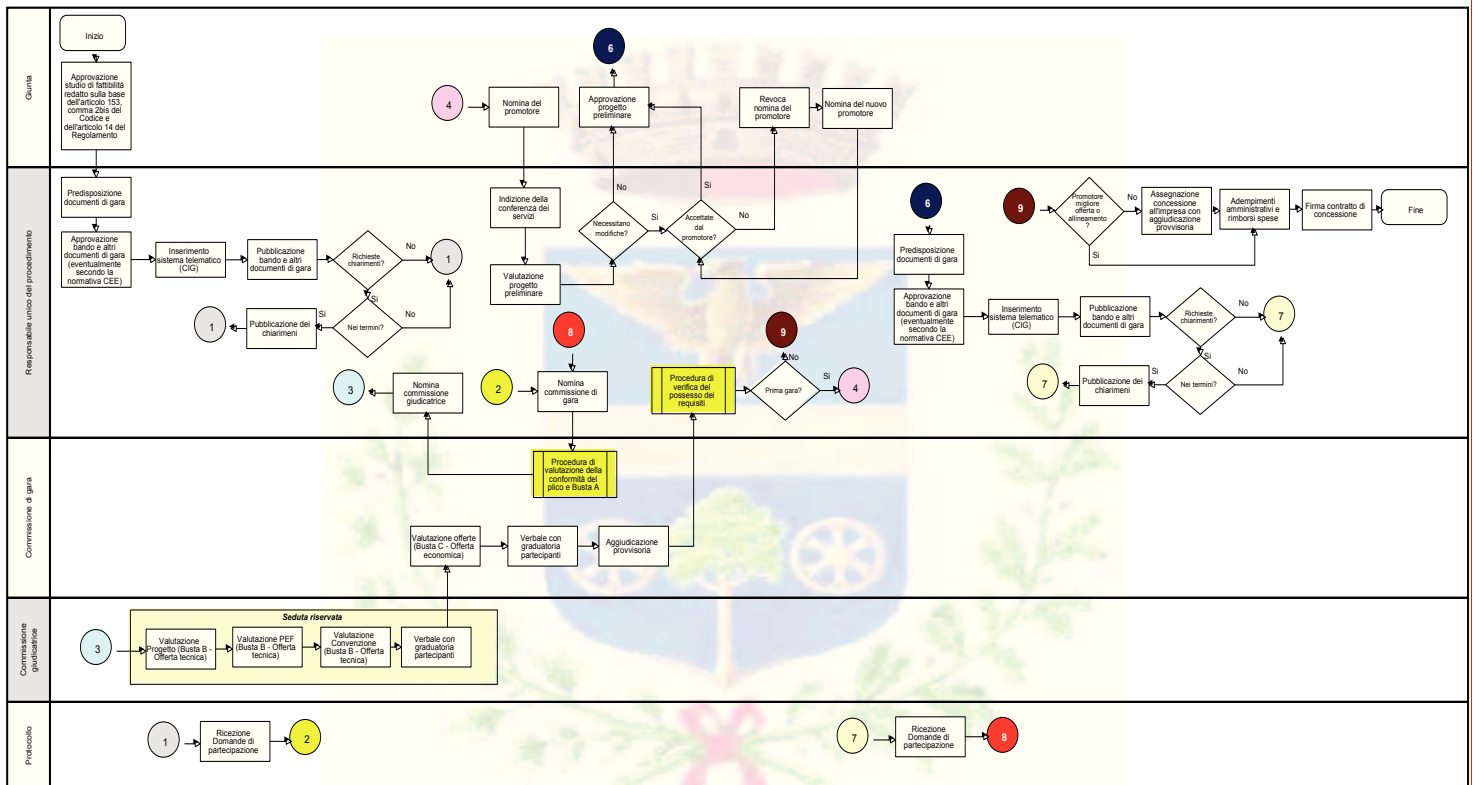 Giunta
Inizio
Approvazione
studio di fattibilità
redatto sulla base
dell'articolo 153,
comma 2bis del
Codice e
dell'articolo 14 del
Regolamento
4
Nomina del
promotore
6
Approvazione
progetto
preliminare
Revoca
nomina del
promotore
Nomina del nuovo
promotore
Responsabile unico del procedimento
Predisposizione
documenti di gara
Approvazione
bando e altri
documenti di gara
(eventualmente
secondo la
normativa CEE)
Inserimento
sistema telematico
(CIG)
Pubblicazione
bando e altri
documenti di gara
Richieste
chiarimenti?
No
1
Si
Nei termini?
No
Si
Pubblicazione dei
chiarimeni
1
Indizione della
conferenza dei
servizi
Valutazione
progetto
preliminare
Necessitano
modifiche?
No
Si
Accettate
dal
promotore?
Si
No
6
Predisposizione
documenti di gara
Approvazione
bando e altri
documenti di gara
(eventualmente
secondo la
normativa CEE)
Inserimento
sistema telematico
(CIG)
Pubblicazione
bando e altri
documenti di gara
Richieste
chiarimenti?
No
7
Si
Nei termini?
No
Si
Pubblicazione dei
chiarimeni
7
9
Promotore
migliore
offerta o
allineamento
?
No
Si
Assegnazione
concessione
all'impresa con
aggiudicazione
provvisoria
Adempimenti
amministrativi e
rimborsi spese
Firma contratto di
concessione
Fine
3
Nomina
commissione
giudicatrice
8
2
Nomina
commissione di
gara
Procedura di
verifica del
possesso dei
requisiti
Prima gara?
No
9
Si
4
Commissione di gara
Procedura di
valutazione della
conformità del
plico e Busta A
Valutazione offerte
(Busta C - Offerta
economica)
Verbale con
graduatoria
partecipanti
Aggiudicazione
provvisoria
Commissione
giudicatrice
Seduta riservata
3
Valutazione
Progetto (Busta B -
Offerta tecnica)
Valutazione PEF
(Busta B - Offerta
tecnica)
Valutazione
Convenzione
(Busta B - Offerta
tecnica)
Verbale con
graduatoria
partecipanti
Protocollo
1
Ricezione
Domande di
partecipazione
2
7
Ricezione
Domande di
partecipazione
8